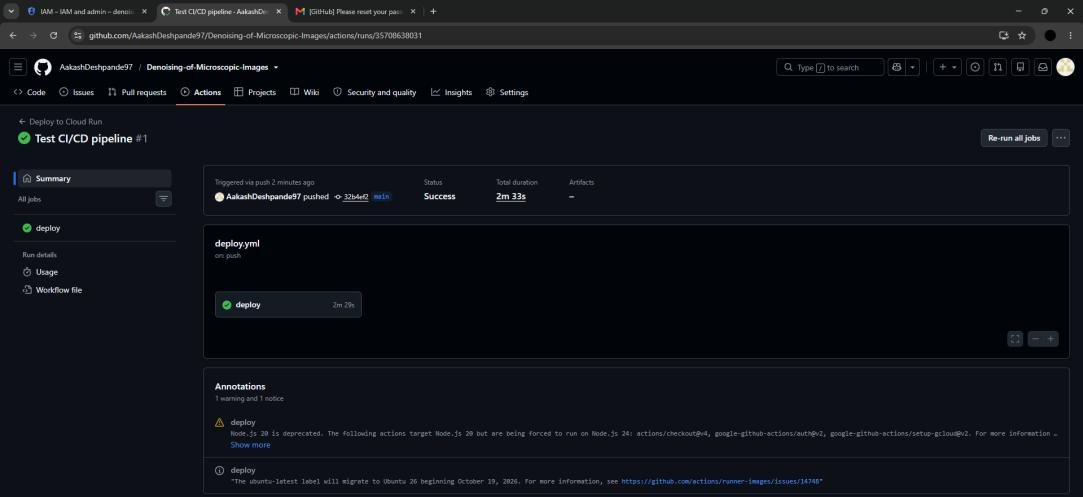 IAM – IAM and admin – denois
Test CI/CD pipeline · AakashDes
[GitHub] Please reset your pas
github.com/AakashDeshpande97/Denoising-of-Microscopic-Images/actions/runs/35708638031
AakashDeshpande97 / Denoising-of-Microscopic-Images
Type / to search
Code
Issues
Pull requests
Actions
Projects
Wiki
Security and quality
Insights
Settings
← Deploy to Cloud Run
Test CI/CD pipeline #1
Re-run all jobs
Summary
All jobs
deploy
Run details
Usage
Workflow file
Triggered via push 2 minutes ago
AakashDeshpande97 pushed 32b4ef2 main
Status
Success
Total duration
2m 33s
Artifacts
–
deploy.yml
on: push
deploy 2m 29s
Annotations
1 warning and 1 notice
deploy
Node.js 20 is deprecated. The following actions target Node.js 20 but are being forced to run on Node.js 24: actions/checkout@v4, google-github-actions/auth@v2, google-github-actions/setup-gcloud@v2. For more information …
Show more
deploy
"The ubuntu-latest label will migrate to Ubuntu 26 beginning October 19, 2026. For more information, see https://github.com/actions/runner-images/issues/14748"